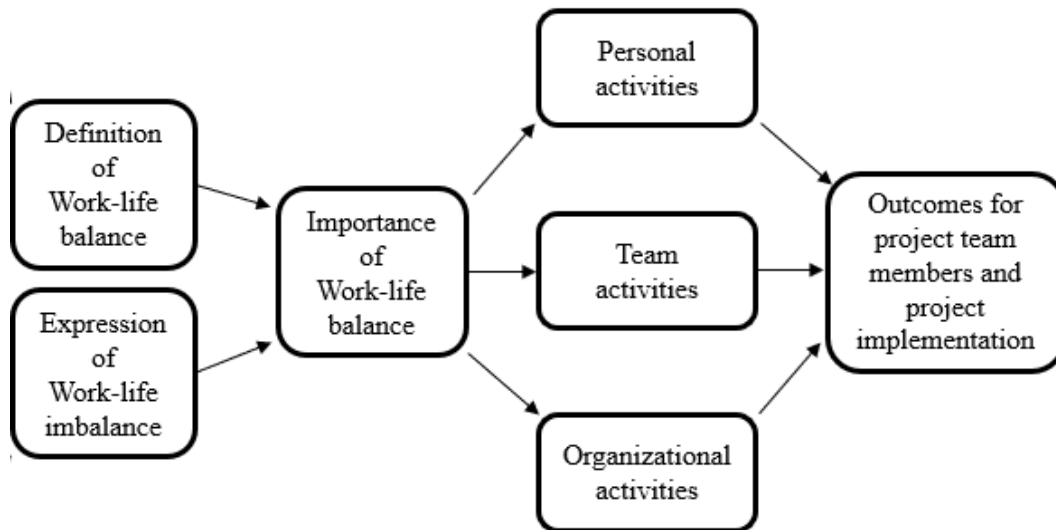 Definition
of
Work-life
balance
Expression
of
Work-life
imbalance
Importance
of
Work-life
balance
Personal
activities
Team
activities
Organizational
activities
Outcomes for
project team
members and
project
implementation